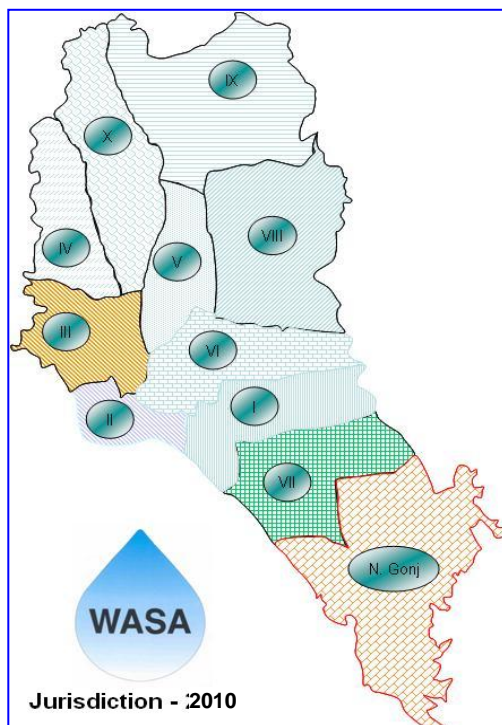 IX
X
IV
V
VIII
III
VI
II
I
VII
N. Gonj
WASA
Jurisdiction - 2010